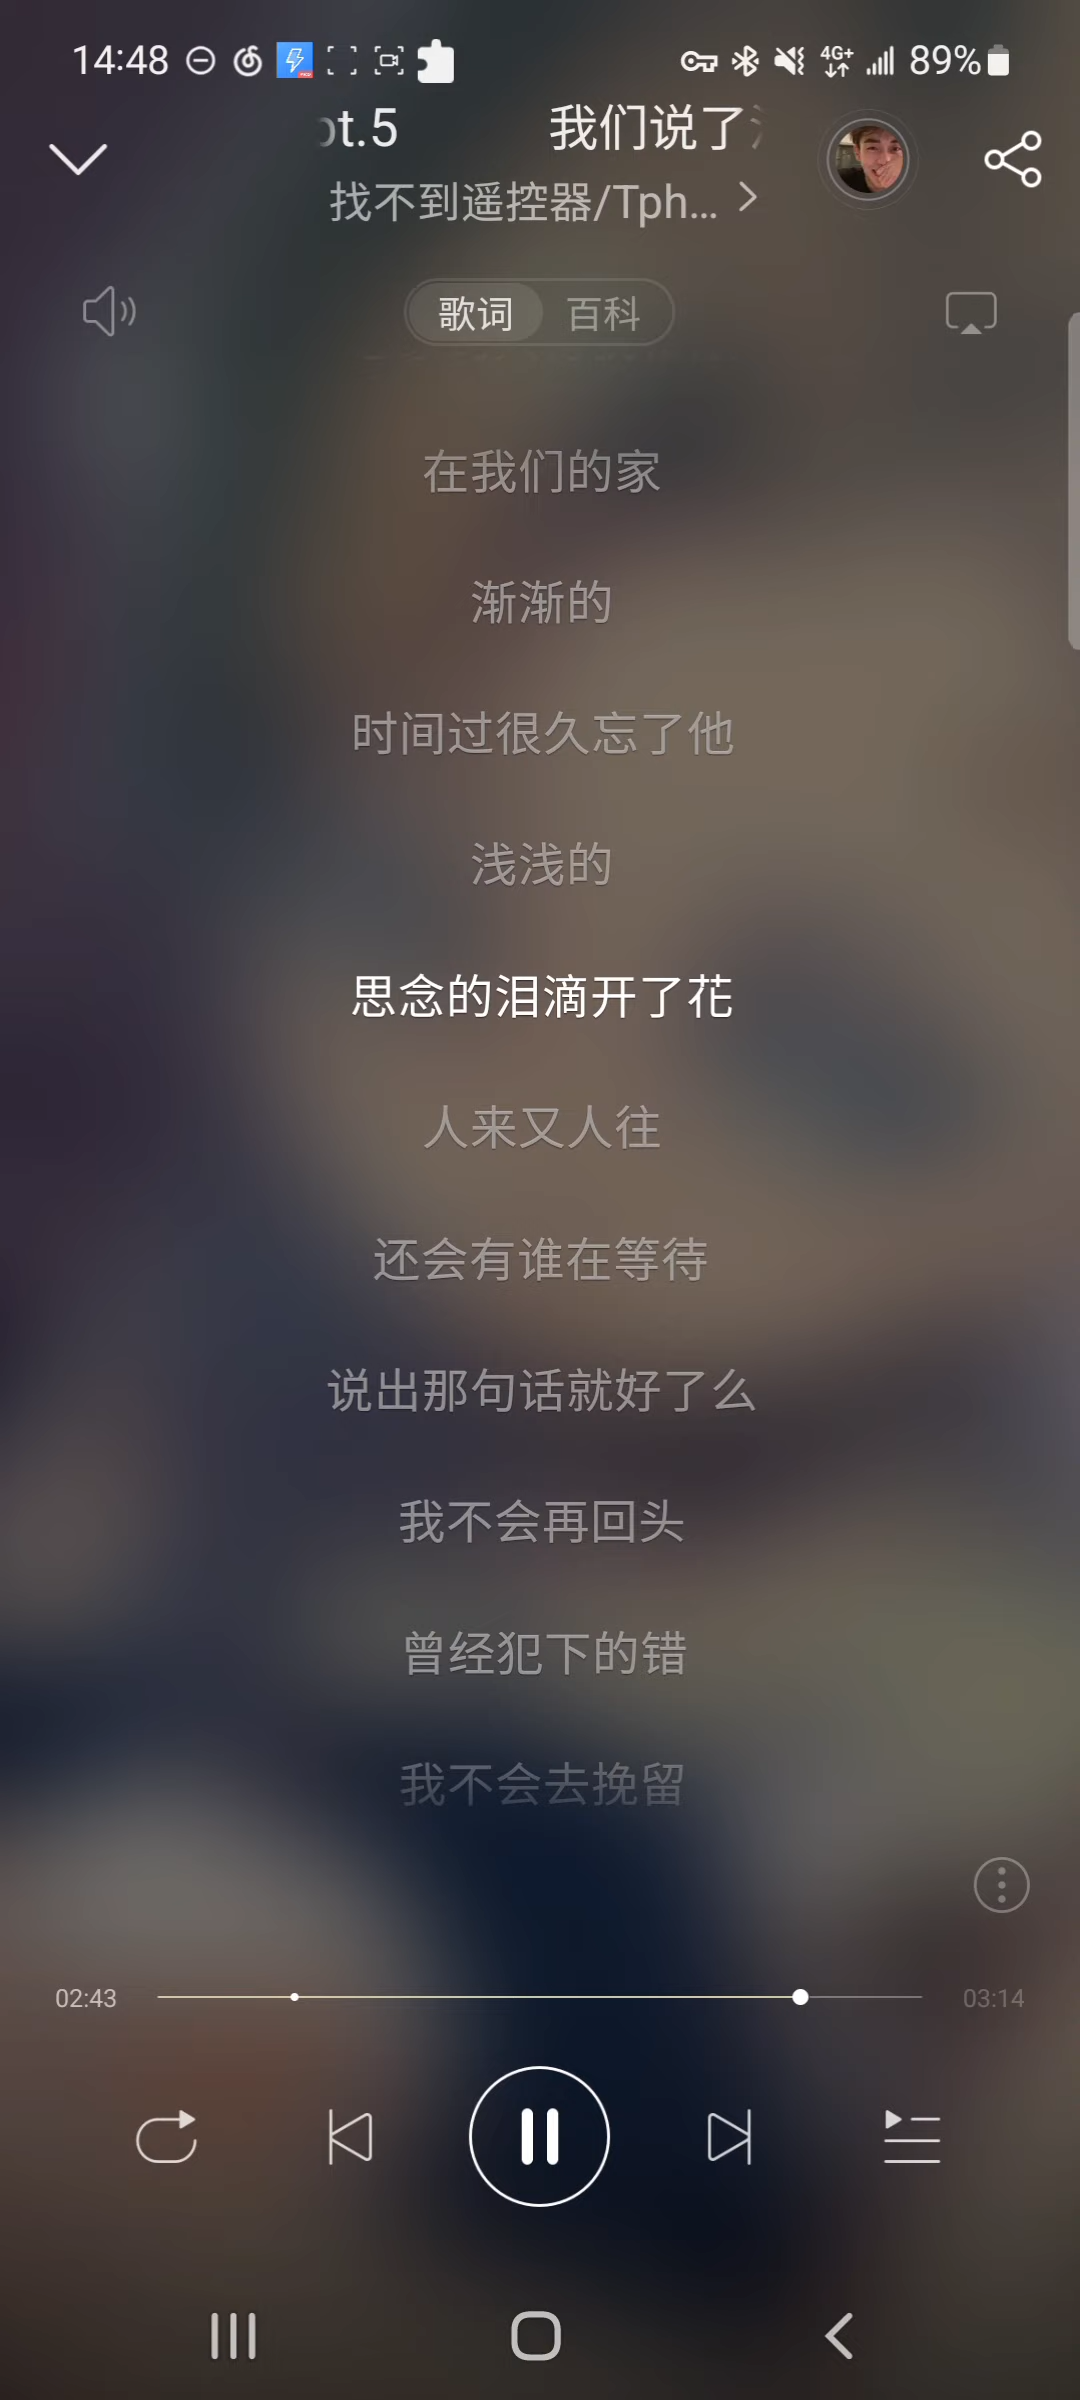 14:48 4G+ 89%
pt.5 我们说了
找不到遥控器/Tph...
歌词 百科
在我们的家
渐渐的
时间过很久忘了他
浅浅的
思念的泪滴开了花
人来又人往
还会有谁在等待
说出那句话就好了么
我不会再回头
曾经犯下的错
我不会去挽留
02:43 03:14